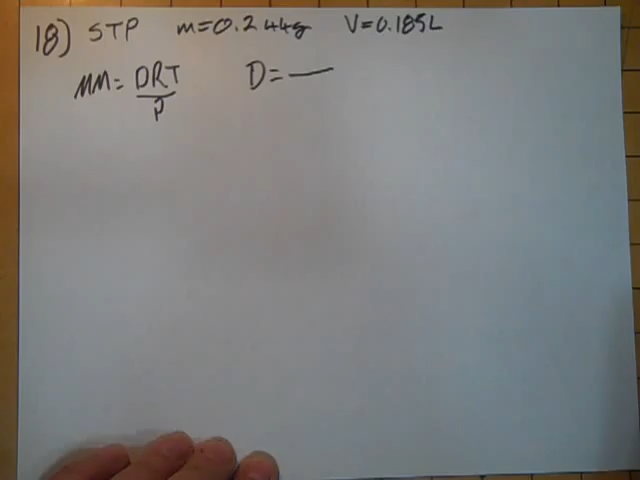 18) STP m=0.244g V=0.185L
MM= DRT/P D=—